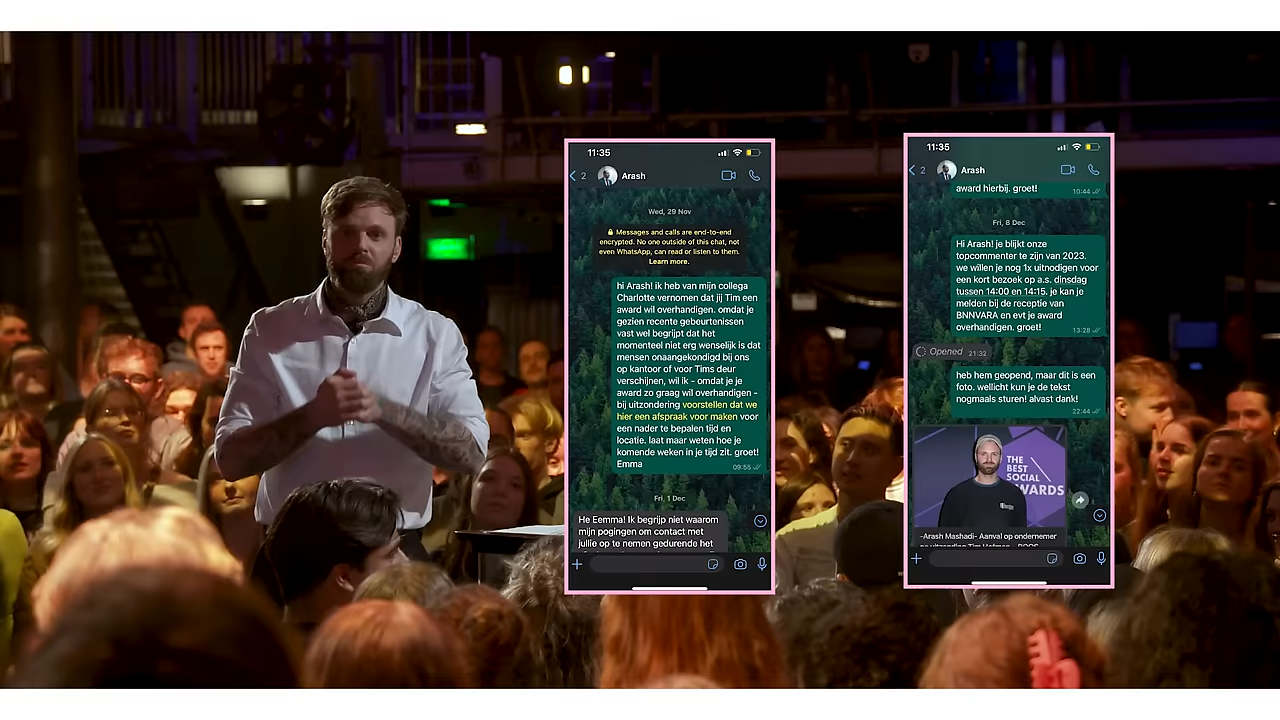 11:35
2
Arash
Wed, 29 Nov
Messages and calls are end-to-end
encrypted. No one outside of this chat, not
even WhatsApp, can read or listen to them.
Learn more.
hi Arash! ik heb van mijn collega
Charlotte vernomen dat jij Tim een
award wil overhandigen. omdat je
gezien recente gebeurtenissen
vast wel begrijpt dat het
momenteel niet erg wenselijk is dat
mensen onaangekondigd bij ons
op kantoor of voor Tims deur
verschijnen, wil ik - omdat je je
award zo graag wil overhandigen -
bij uitzondering voorstellen dat we
hier een afspraak voor maken voor
een nader te bepalen tijd en
locatie. laat maar weten hoe je
komende weken in je tijd zit. groet!
Emma
09:55
Fri, 1 Dec
He Eemma! Ik begrijp niet waarom
mijn pogingen om contact met
jullie op te nemen gedurende het
11:35
2
Arash
award hierbij. groet!
10:44
Fri, 8 Dec
Hi Arash! je blijkt onze
topcommenter te zijn van 2023.
we willen je nog 1x uitnodigen voor
een kort bezoek op a.s. dinsdag
tussen 14:00 en 14:15. je kan je
melden bij de receptie van
BNNVARA en evt je award
overhandigen. groet!
13:28
Opened
21:32
heb hem geopend, maar dit is een
foto. wellicht kun je de tekst
nogmaals sturen! alvast dank!
22:44
THE
BEST
SOCIAL
AWARDS
-Arash Mashadi- Aanval op ondernemer